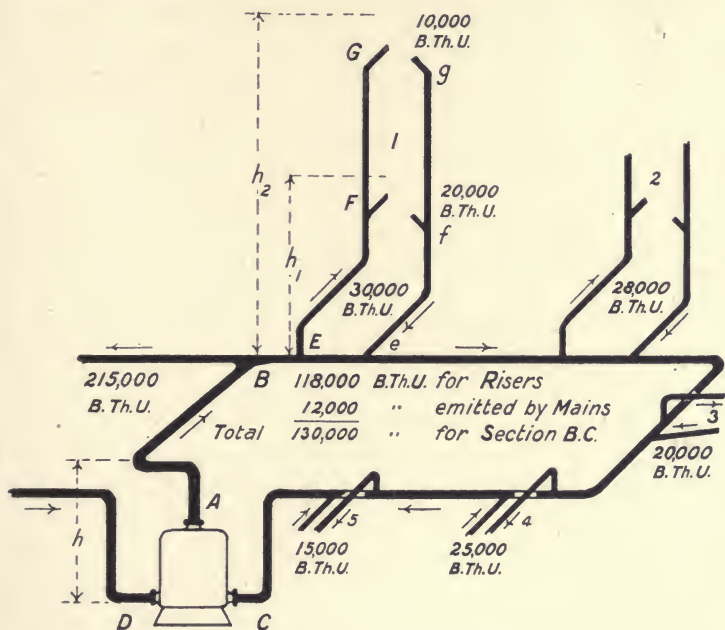 10,000
B.Th.U.
G
g
1
h2
20,000
B.Th.U.
F
f
2
h1
30,000
B.Th.U.
28,000
B.Th.U.
E
e
215,000
B.Th.U.
B
118,000 B.Th.U. for Risers
12,000 " emitted by Mains
Total 130,000 " for Section B.C.
3
20,000
B.Th.U.
A
h
5
4
15,000
B.Th.U.
25,000
B.Th.U.
D
C